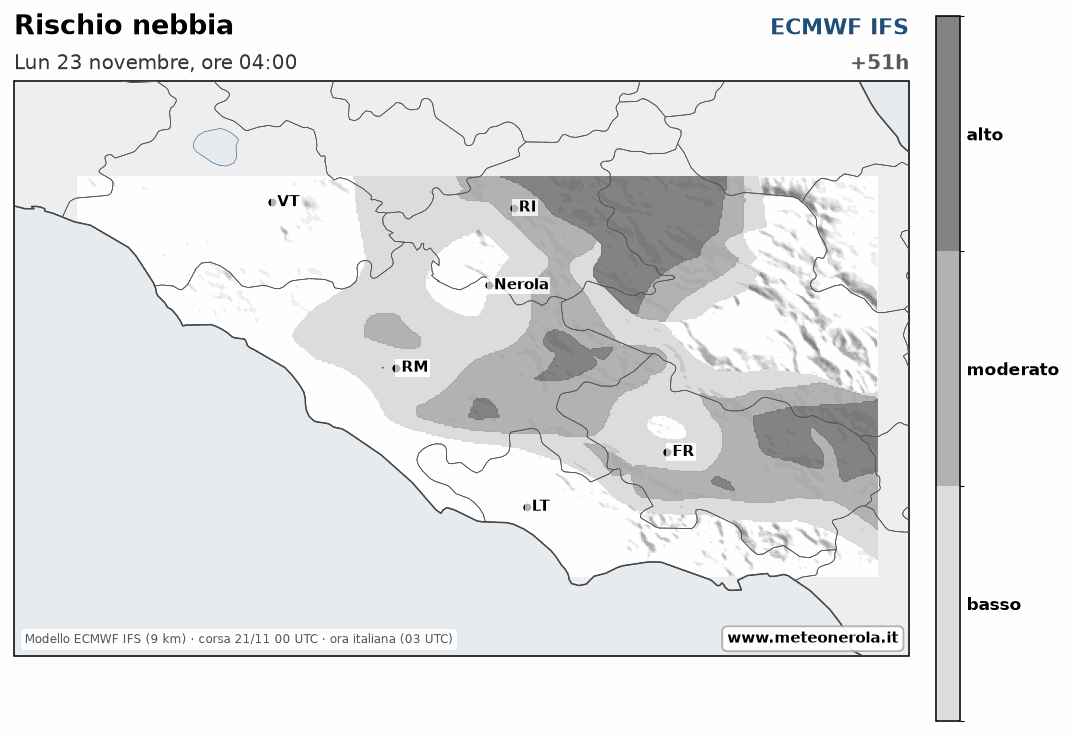 Rischio nebbia
ECMWF IFS
Lun 23 novembre, ore 04:00
+51h
alto
VT
RI
Nerola
RM
moderato
FR
LT
basso
Modello ECMWF IFS (9 km) · corsa 21/11 00 UTC · ora italiana (03 UTC)
www.meteonerola.it